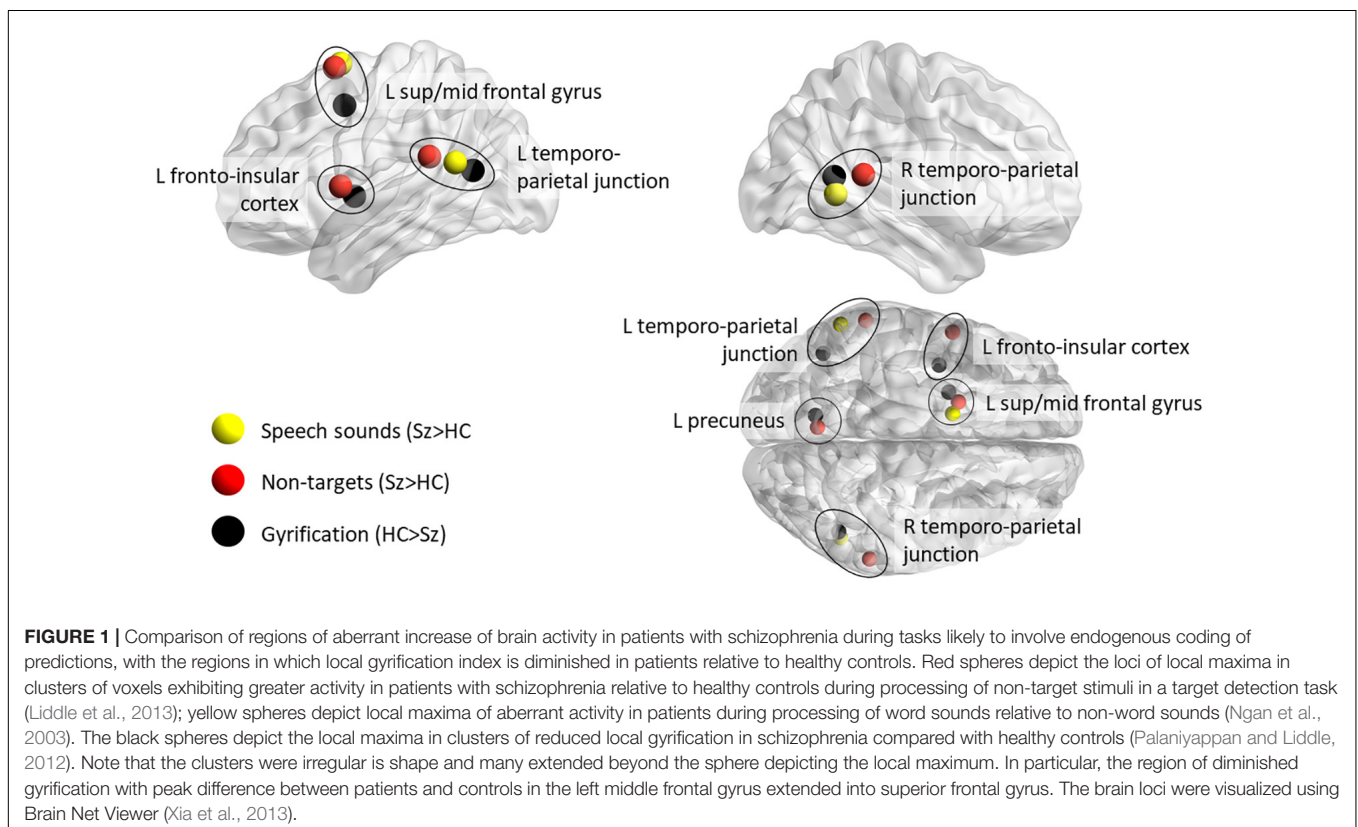 L sup/mid frontal gyrus
L fronto-insular
cortex
L temporo-
parietal junction
R temporo-parietal
junction
L temporo-parietal
junction
L fronto-insular cortex
L sup/mid frontal gyrus
L precuneus
R temporo-parietal
junction
Speech sounds (Sz>HC
Non-targets (Sz>HC)
Gyrification (HC>Sz)
FIGURE 1 | Comparison of regions of aberrant increase of brain activity in patients with schizophrenia during tasks likely to involve endogenous coding of
predictions, with the regions in which local gyrification index is diminished in patients relative to healthy controls. Red spheres depict the loci of local maxima in
clusters of voxels exhibiting greater activity in patients with schizophrenia relative to healthy controls during processing of non-target stimuli in a target detection task
(Liddle et al., 2013); yellow spheres depict local maxima of aberrant activity in patients during processing of word sounds relative to non-word sounds (Ngan et al.,
2003). The black spheres depict the local maxima in clusters of reduced local gyrification in schizophrenia compared with healthy controls (Palaniyappan and Liddle,
2012). Note that the clusters were irregular is shape and many extended beyond the sphere depicting the local maximum. In particular, the region of diminished
gyrification with peak difference between patients and controls in the left middle frontal gyrus extended into superior frontal gyrus. The brain loci were visualized using
Brain Net Viewer (Xia et al., 2013).